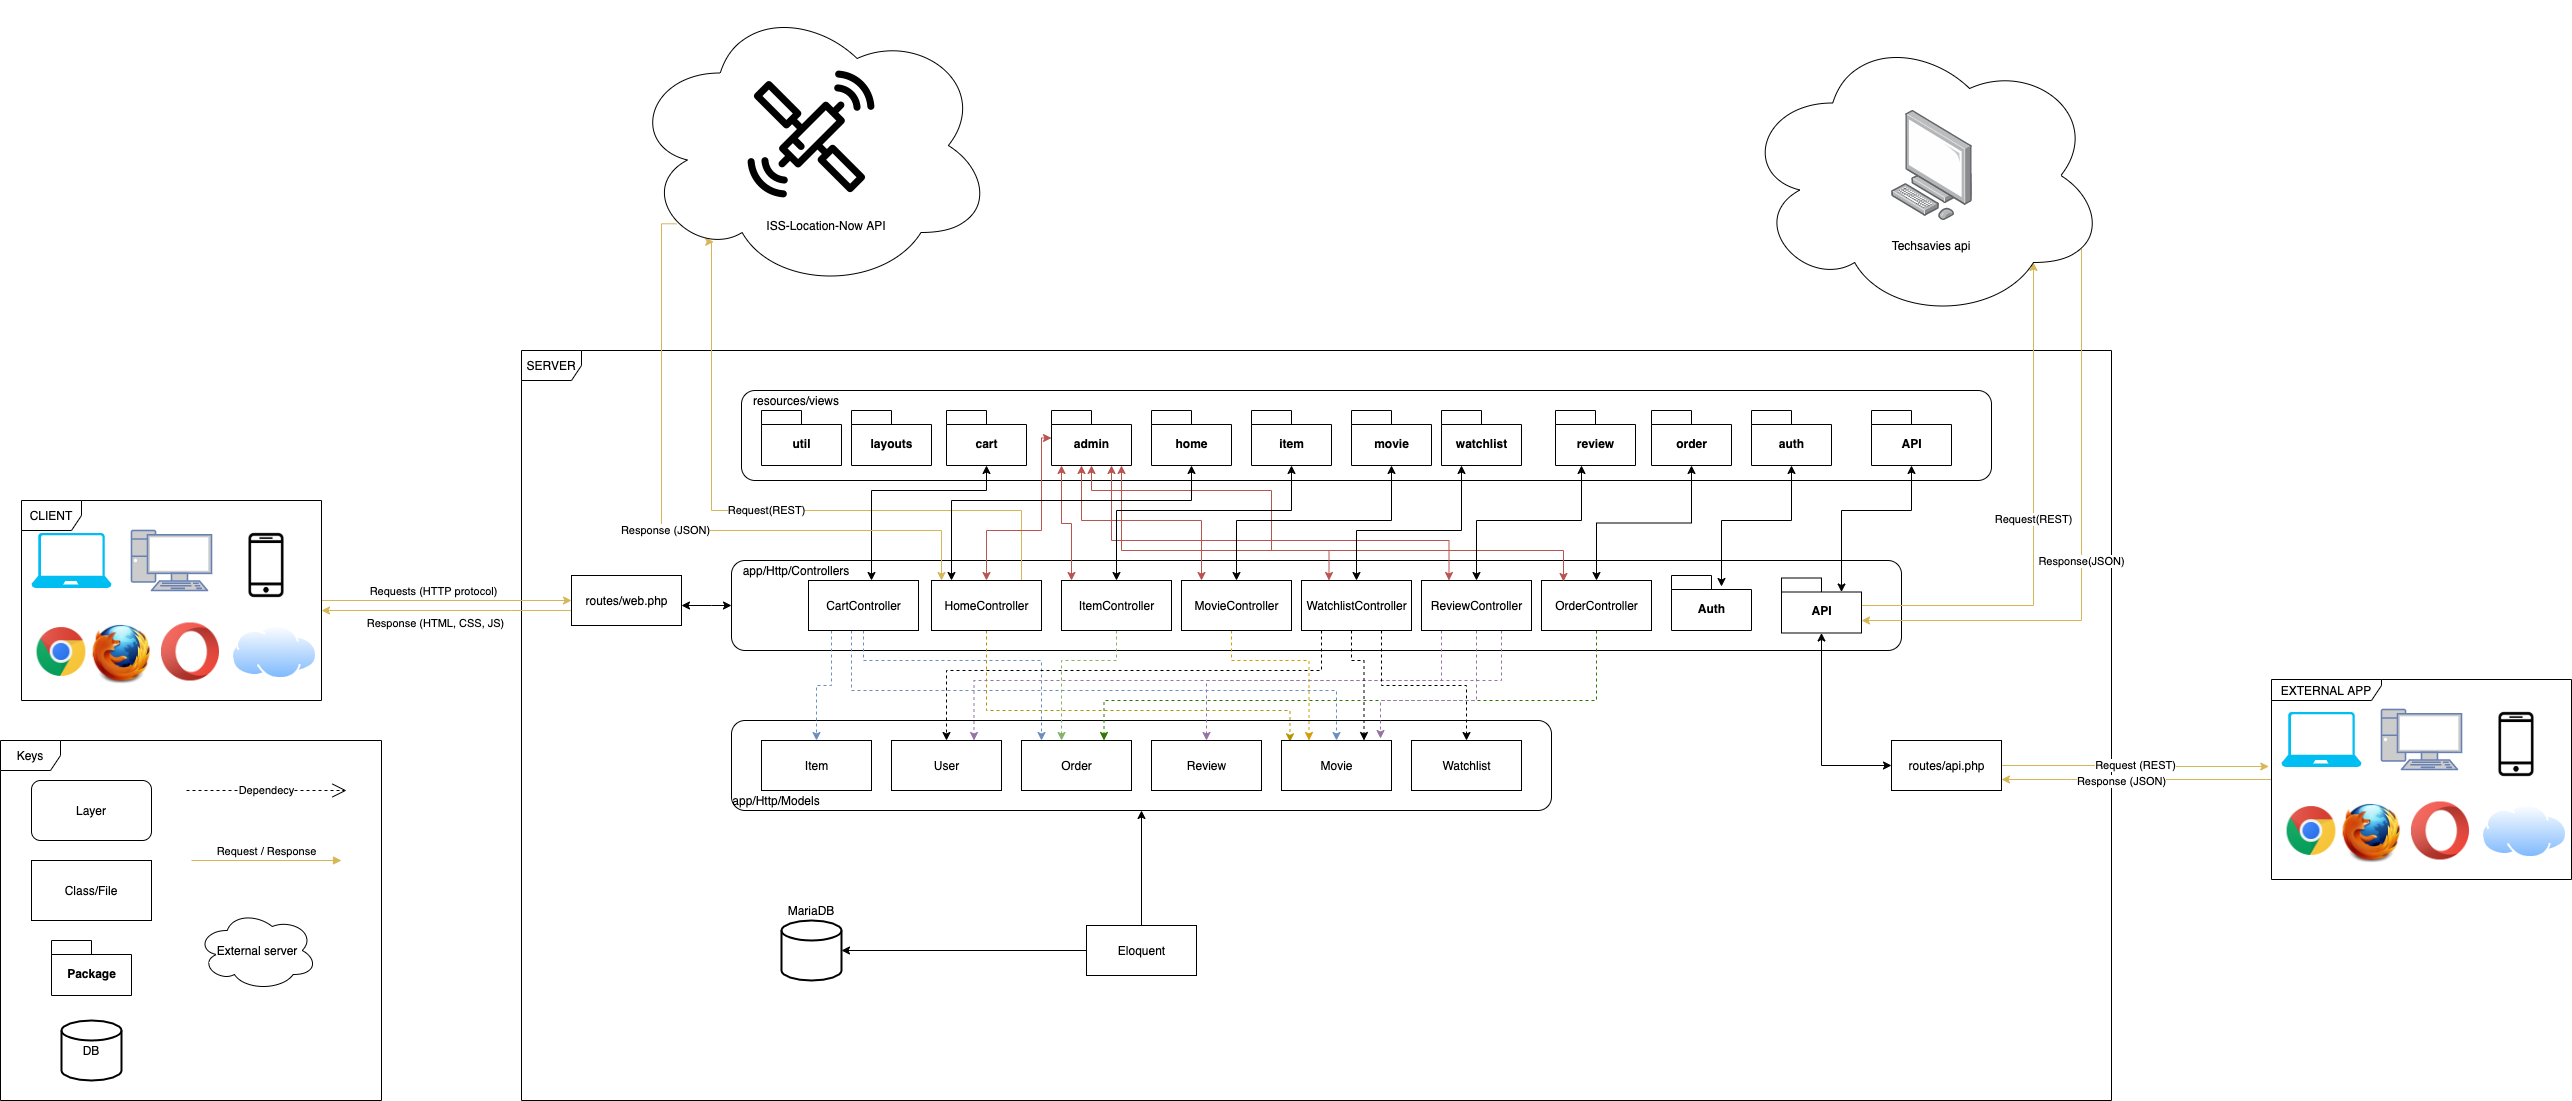 ISS-Location-Now API
Techsavies api
SERVER
resources/views
util
layouts
cart
admin
home
item
movie
watchlist
review
order
auth
API
Request(REST)
Response (JSON)
Request(REST)
Response(JSON)
CLIENT
Requests (HTTP protocol)
Response (HTML, CSS, JS)
routes/web.php
app/Http/Controllers
CartController
HomeController
ItemController
MovieController
WatchlistController
ReviewController
OrderController
Auth
API
Item
User
Order
Review
Movie
Watchlist
app/Http/Models
routes/api.php
Request (REST)
Response (JSON)
EXTERNAL APP
MariaDB
Eloquent
Keys
Layer
Dependecy
Class/File
Request / Response
Package
External server
DB